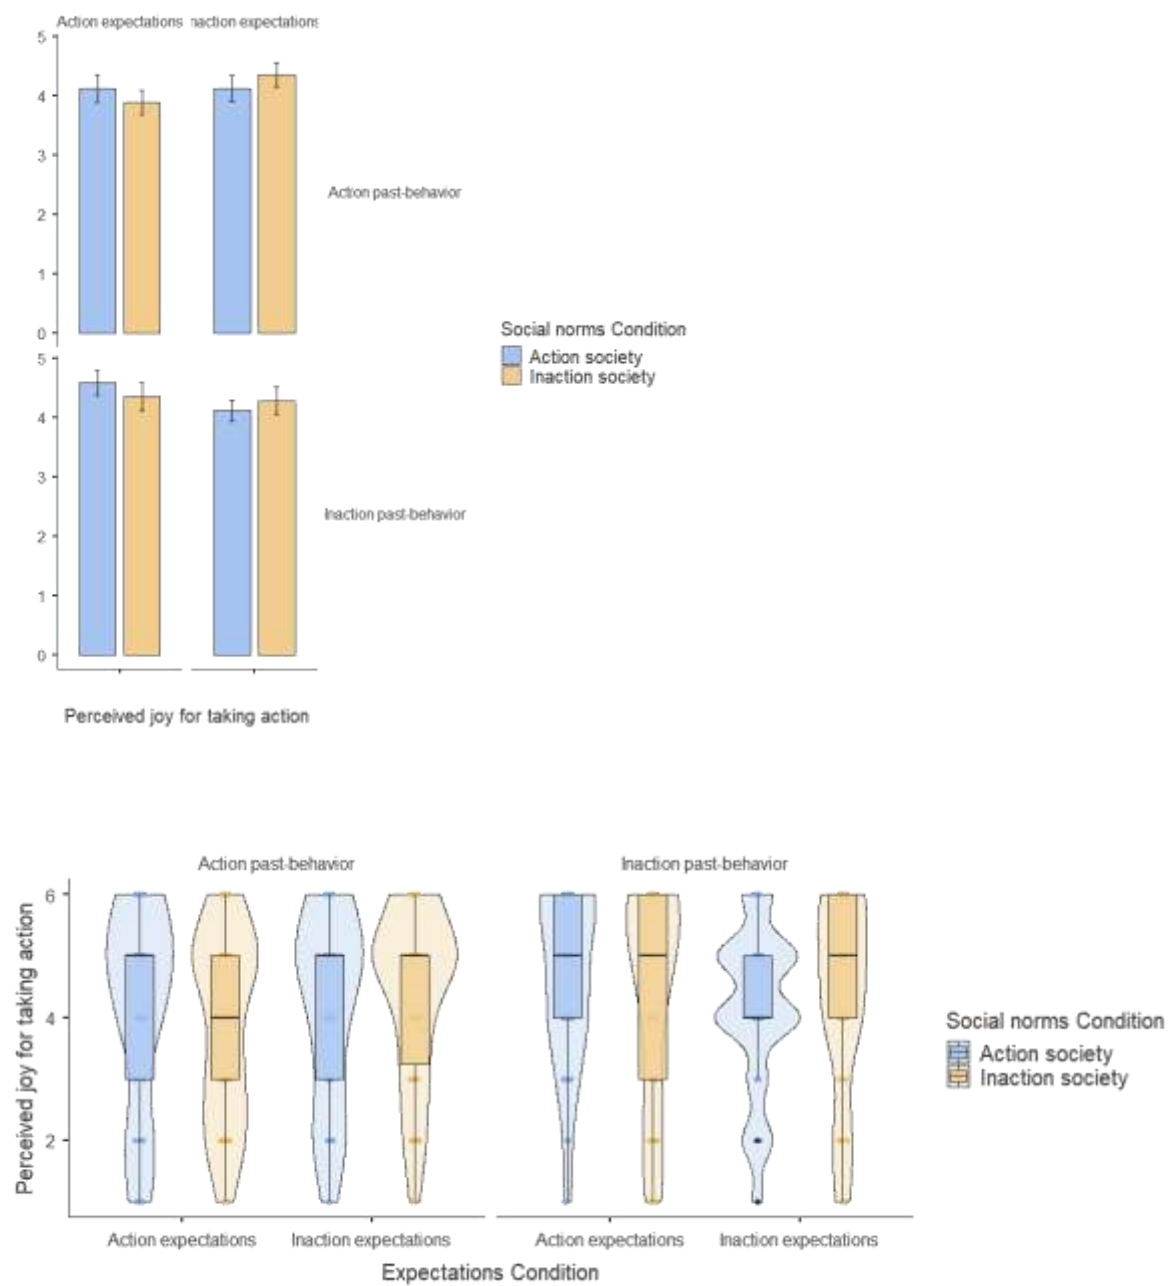 Action expectations naction expectations
5
4
3
2
1
0
Action past-behavior
5
4
3
2
1
0
Inaction past-behavior
Perceived joy for taking action
Social norms Condition
Action society
Inaction society
Action past-behavior Inaction past-behavior
Perceived joy for taking action
6
4
2
Action expectations Inaction expectations Action expectations Inaction expectations
Expectations Condition
Social norms Condition
Action society
Inaction society